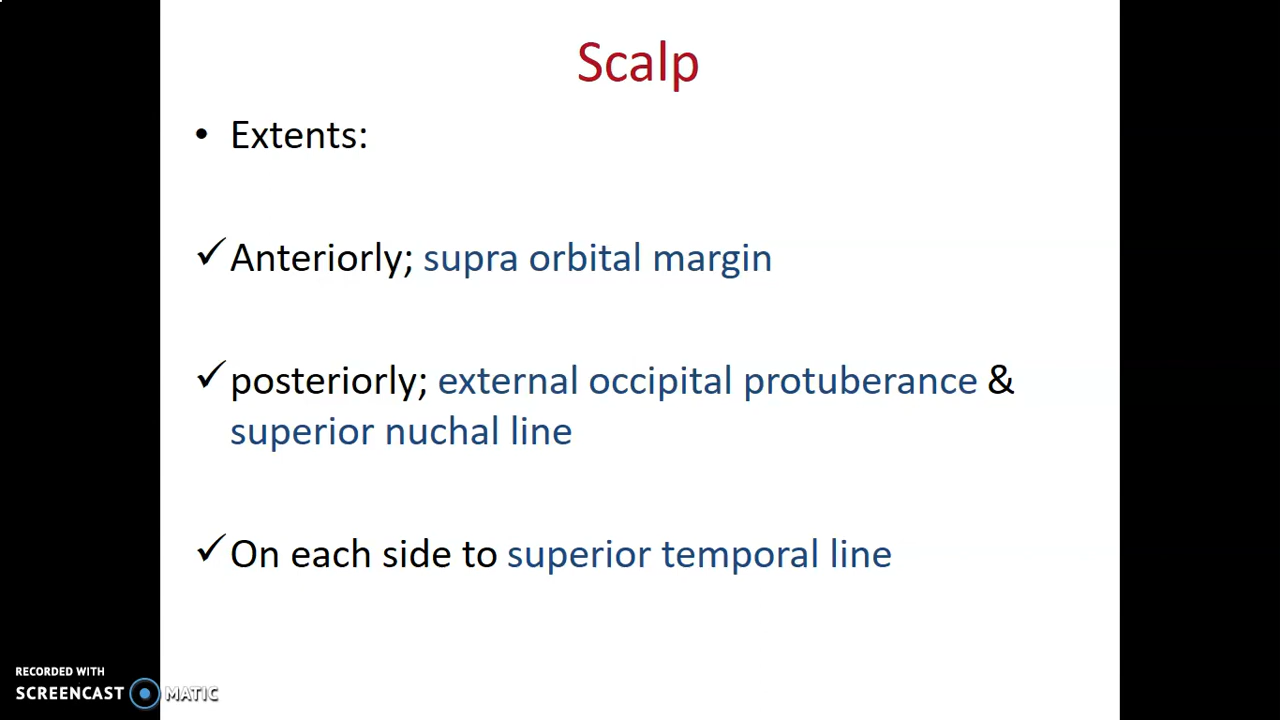 Scalp
• Extents:
✓ Anteriorly; supra orbital margin
✓ posteriorly; external occipital protuberance &
superior nuchal line
✓ On each side to superior temporal line
RECORDED WITH
SCREENCAST MATIC